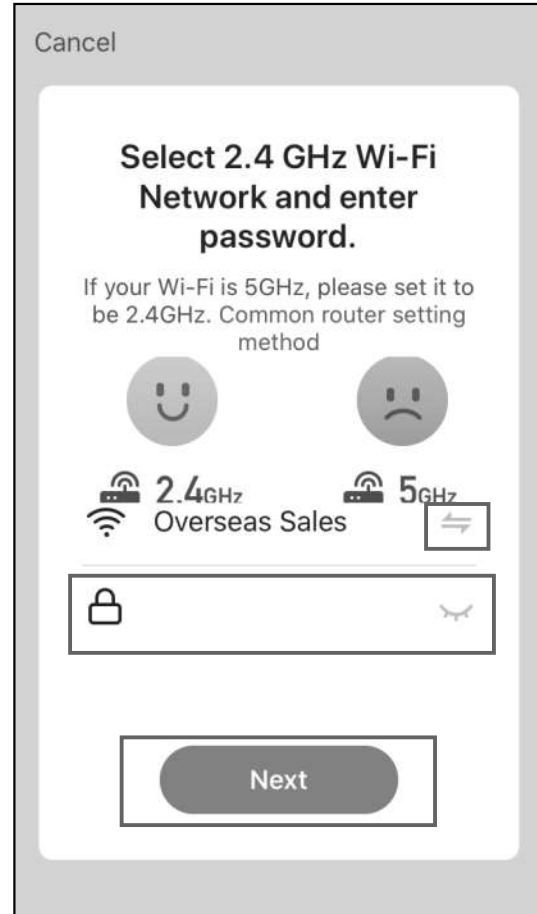 Cancel
Select 2.4 GHz Wi-Fi
Network and enter
password.
If your Wi-Fi is 5GHz, please set it to
be 2.4GHz. Common router setting
method
2.4GHz
5GHz
Overseas Sales
Next